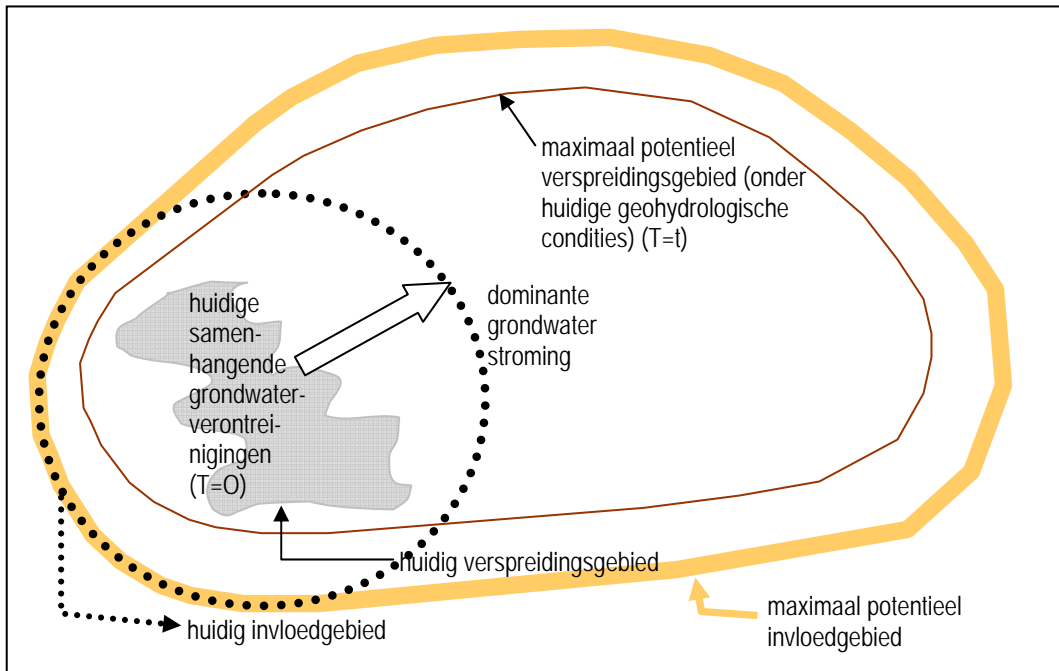 maximaal potentieel
verspreidingsgebied (onder
huidige geohydrologische
condities) (T=t)
huidige
samen-
hangende
grondwater-
verontrei-
nigingen
(T=O)
dominante
grondwater
stroming
huidig verspreidingsgebied
huidig invloedgebied
maximaal potentieel
invloedgebied